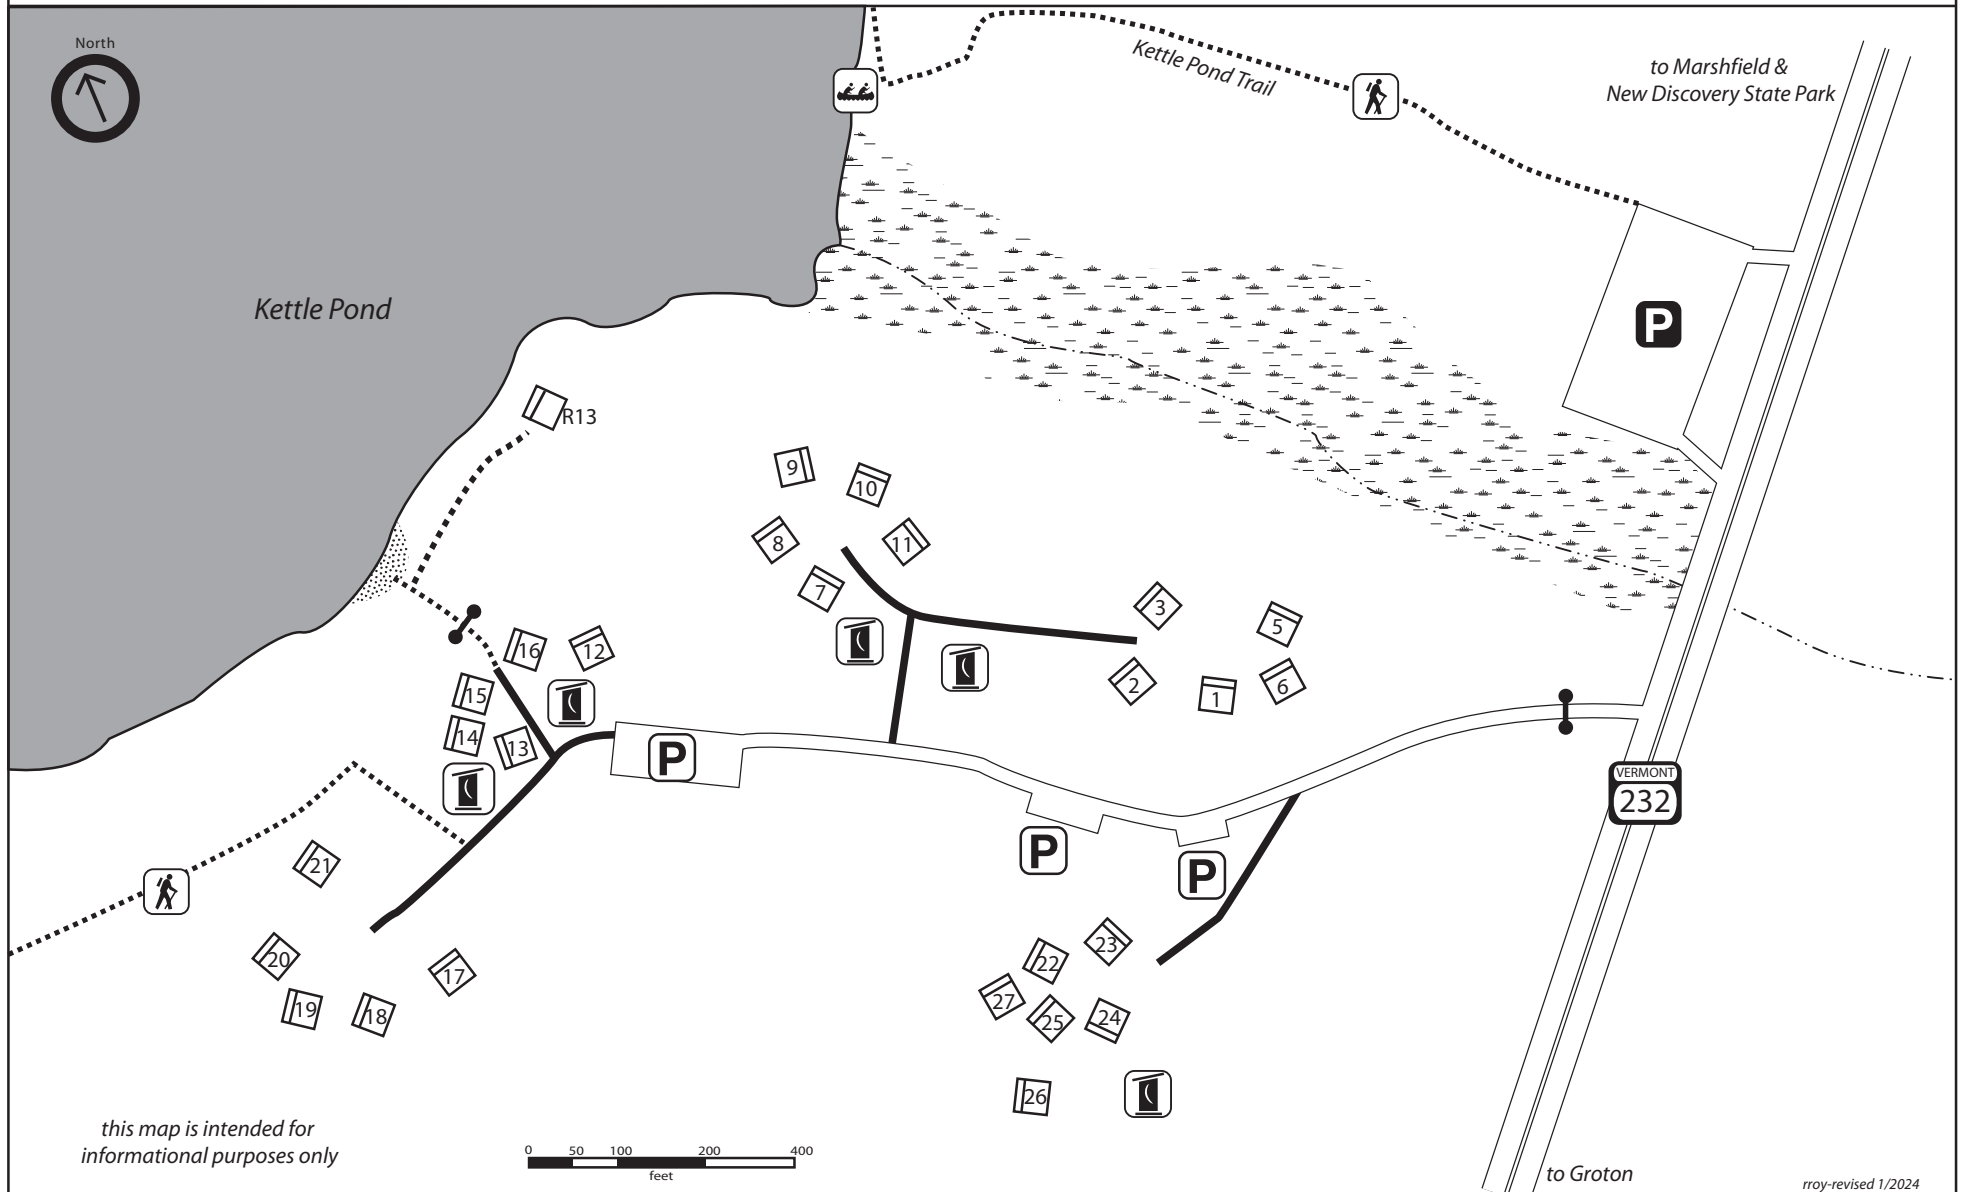 North
Kettle Pond Trail
to Marshfield &
New Discovery State Park
Kettle Pond
P
R13
9
10
8
11
7
3
5
16
12
2
6
1
15
14
13
P
VERMONT
232
P
21
P
23
20
22
17
27
19
18
25
24
26
this map is intended for
informational purposes only
0 50 100 200 400
feet
to Groton
rroy-revised 1/2024